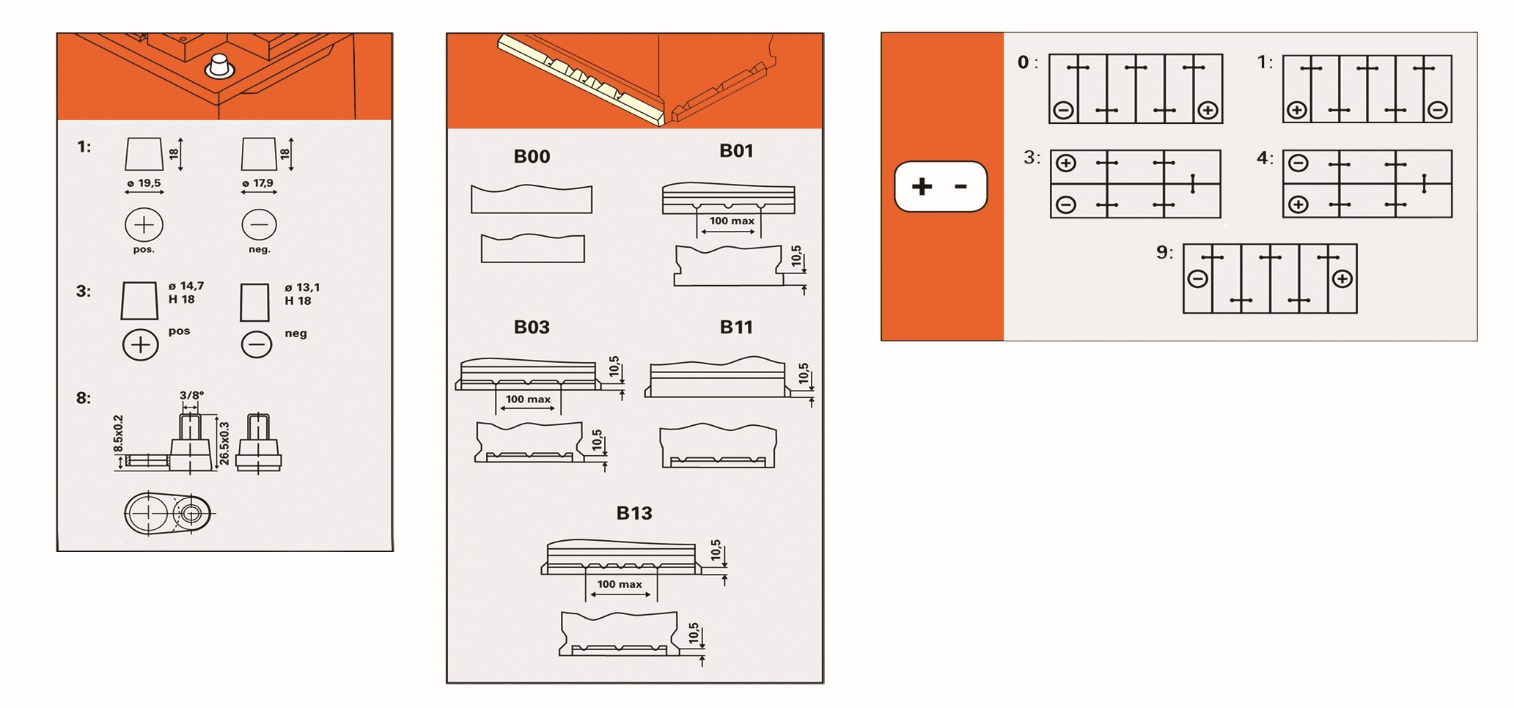 1:
18
18
ø 19,5
ø 17,9
+
−
pos.
neg.
3:
ø 14,7
H 18
ø 13,1
H 18
pos
neg
+
−
8:
3/8°
8.5x0.2
26.5x0.3
B00
B01
100 max
10,5
B03
B11
10,5
10,5
100 max
10,5
B13
10,5
100 max
10,5
+ -
0:
1:
− +
+ −
3:
4:
+
−
−
+
9:
− +